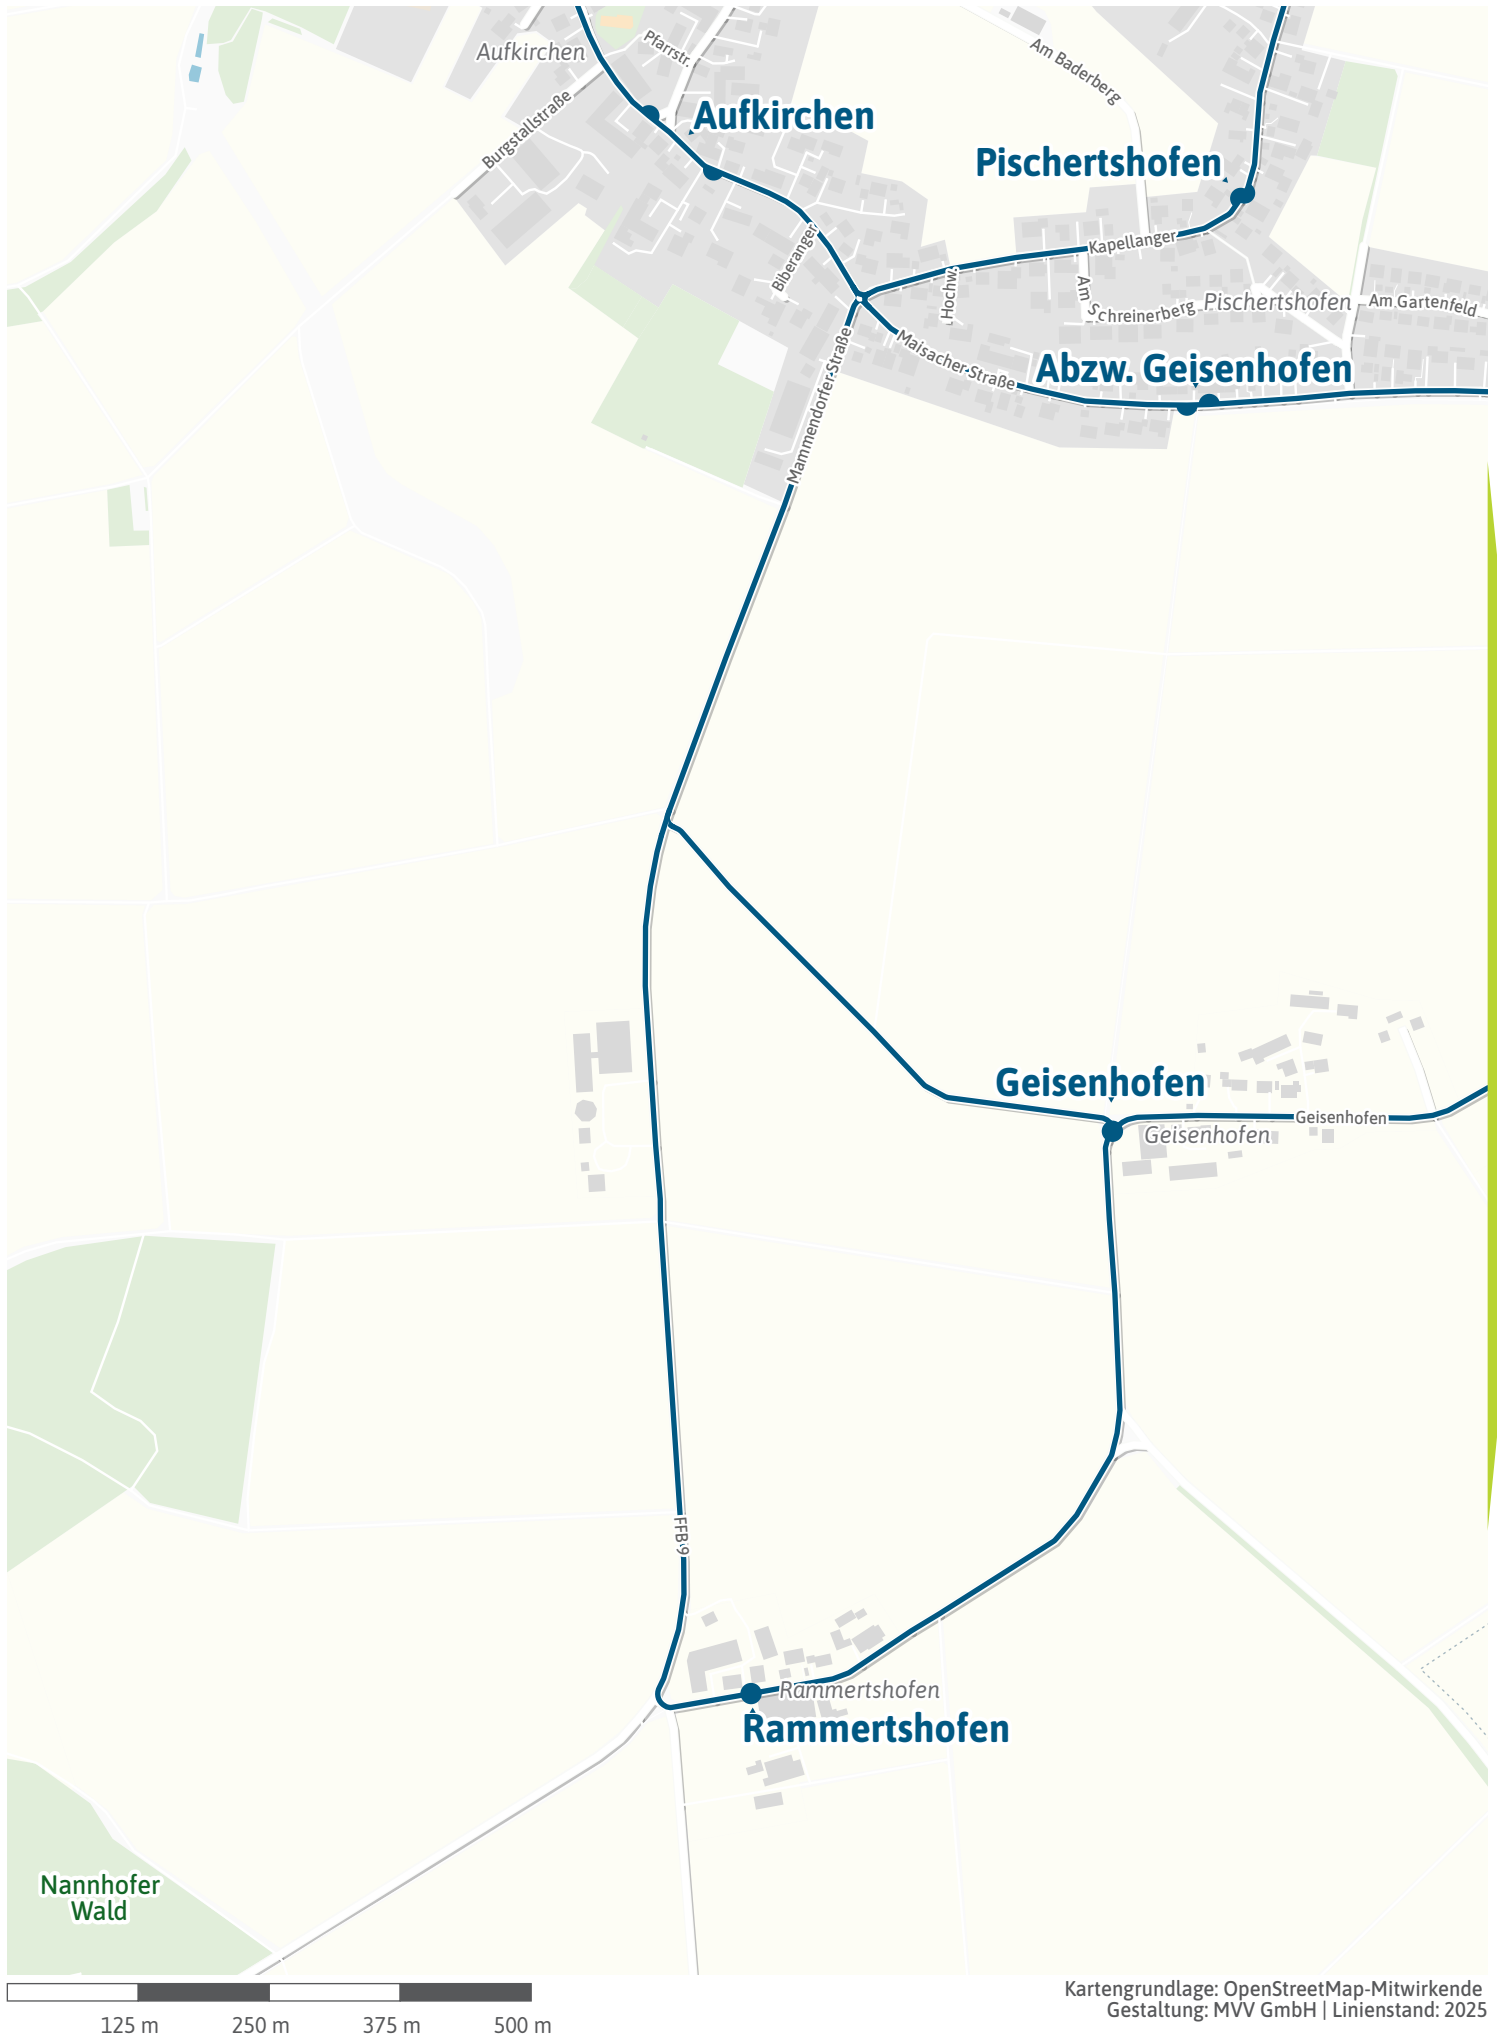 Aufkirchen
Pfarrstr.
Am Baderberg
Burgstallstraße
Aufkirchen
Pischertshofen
Biberanger
Kapellanger
Hochw.
Am Schreinerberg
Pischertshofen
Am Gartenfeld
Mammendorfer Straße
Maisacher Straße
Abzw. Geisenhofen
Geisenhofen
Geisenhofen
Geisenhofen
FFB 9
Rammertshofen
Rammertshofen
Nannhofer
Wald
125 m
250 m
375 m
500 m
Kartengrundlage: OpenStreetMap-Mitwirkende
Gestaltung: MVV GmbH | Linienstand: 2025